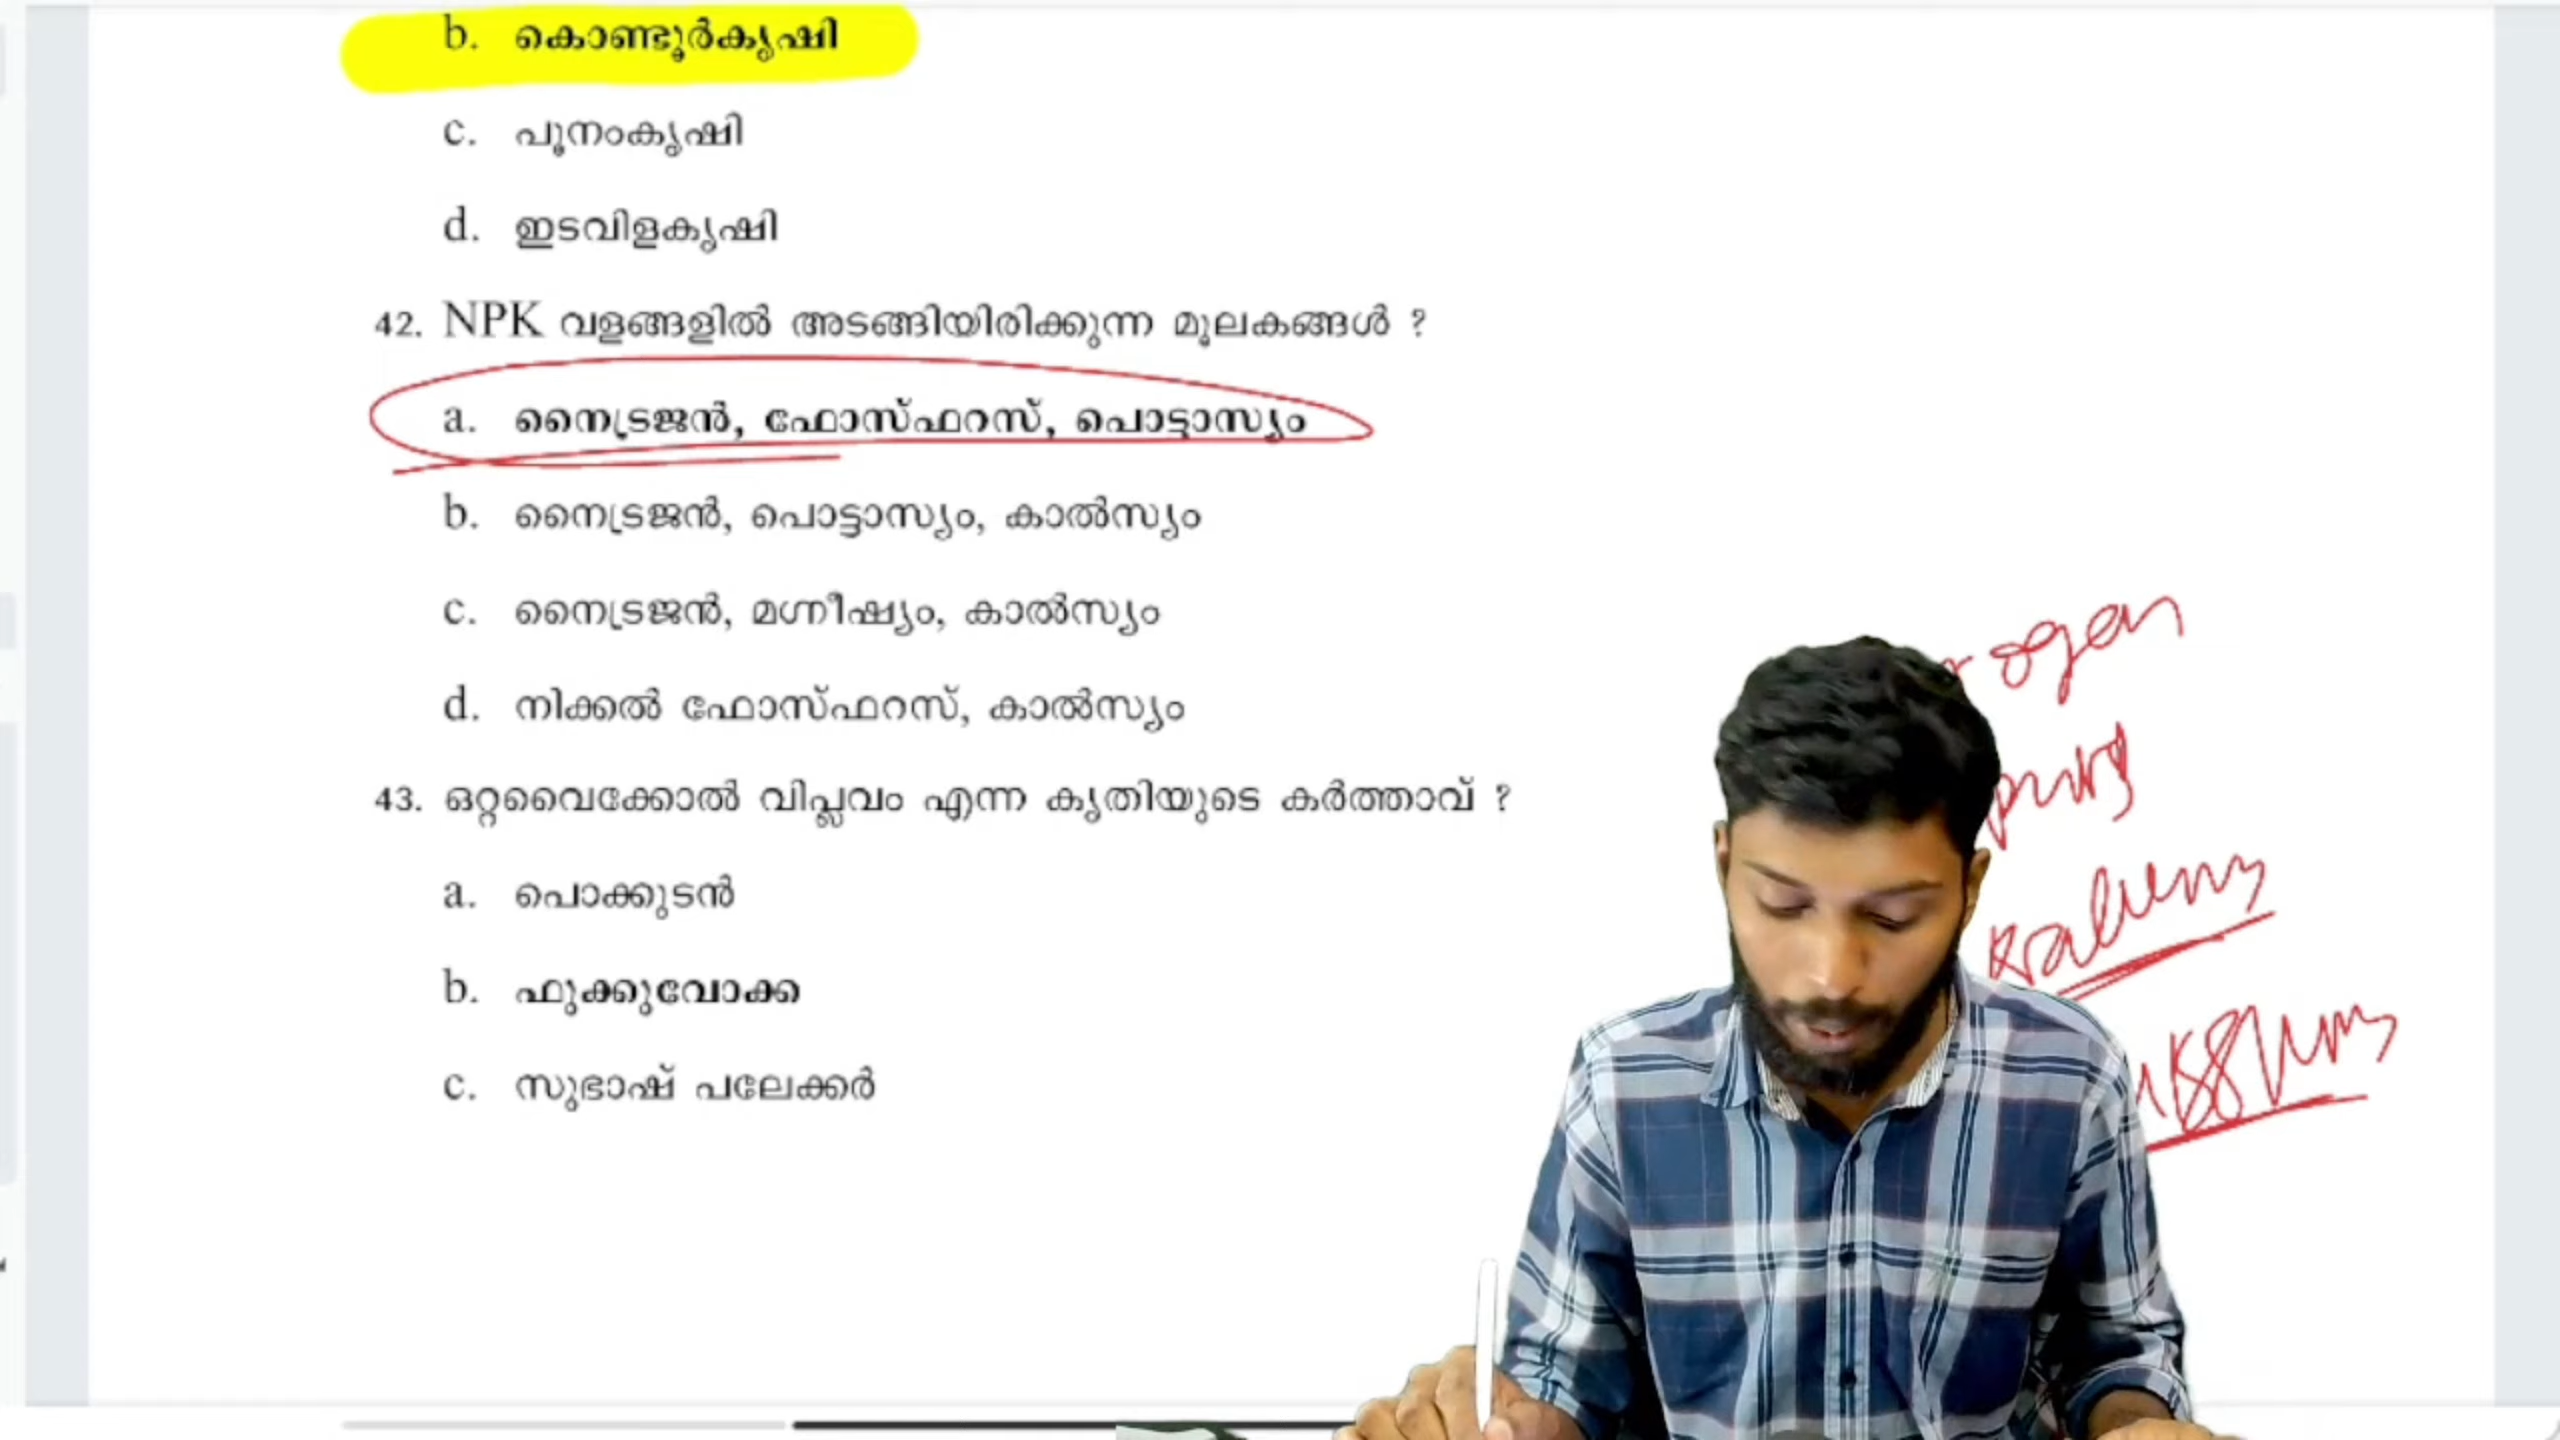 b. കൊണ്ടൂർകൃഷി
c. പൂനംകൃഷി
d. ഇടവിളകൃഷി
42. NPK വളങ്ങളിൽ അടങ്ങിയിരിക്കുന്ന മൂലകങ്ങൾ ?
a. നൈട്രജൻ, ഫോസ്ഫറസ്, പൊട്ടാസ്യം
b. നൈട്രജൻ, പൊട്ടാസ്യം, കാൽസ്യം
c. നൈട്രജൻ, മഗ്നീഷ്യം, കാൽസ്യം
d. നിക്കൽ ഫോസ്ഫറസ്, കാൽസ്യം
43. ഒറ്റവൈക്കോൽ വിപ്ലവം എന്ന കൃതിയുടെ കർത്താവ് ?
a. പൊക്കുടൻ
b. ഫുക്കുവോക്ക
c. സുഭാഷ് പലേക്കർ
ogen